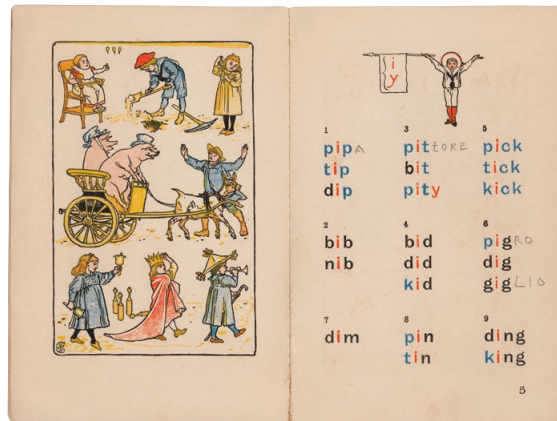 i
y
1 3 5
pipA pittORE pick
tip bit tick
dip pity kick
2 4 6
bib bid pigRO
nib did dig
kid gigLIO
7 8 9
dim pin ding
tin king
5